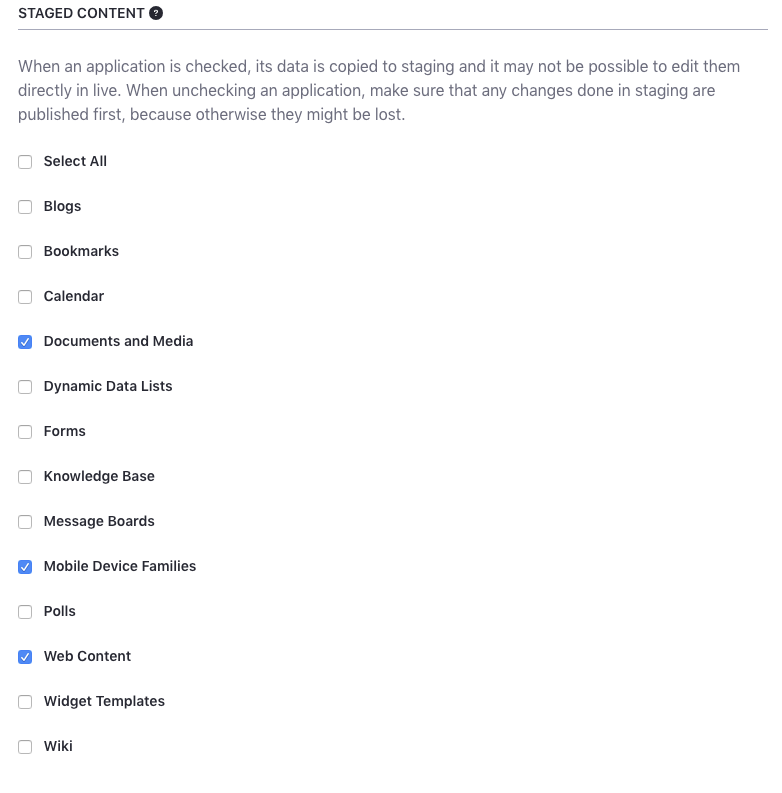 STAGED CONTENT ?
When an application is checked, its data is copied to staging and it may not be possible to edit them
directly in live. When unchecking an application, make sure that any changes done in staging are
published first, because otherwise they might be lost.
Select All
Blogs
Bookmarks
Calendar
Documents and Media
Dynamic Data Lists
Forms
Knowledge Base
Message Boards
Mobile Device Families
Polls
Web Content
Widget Templates
Wiki